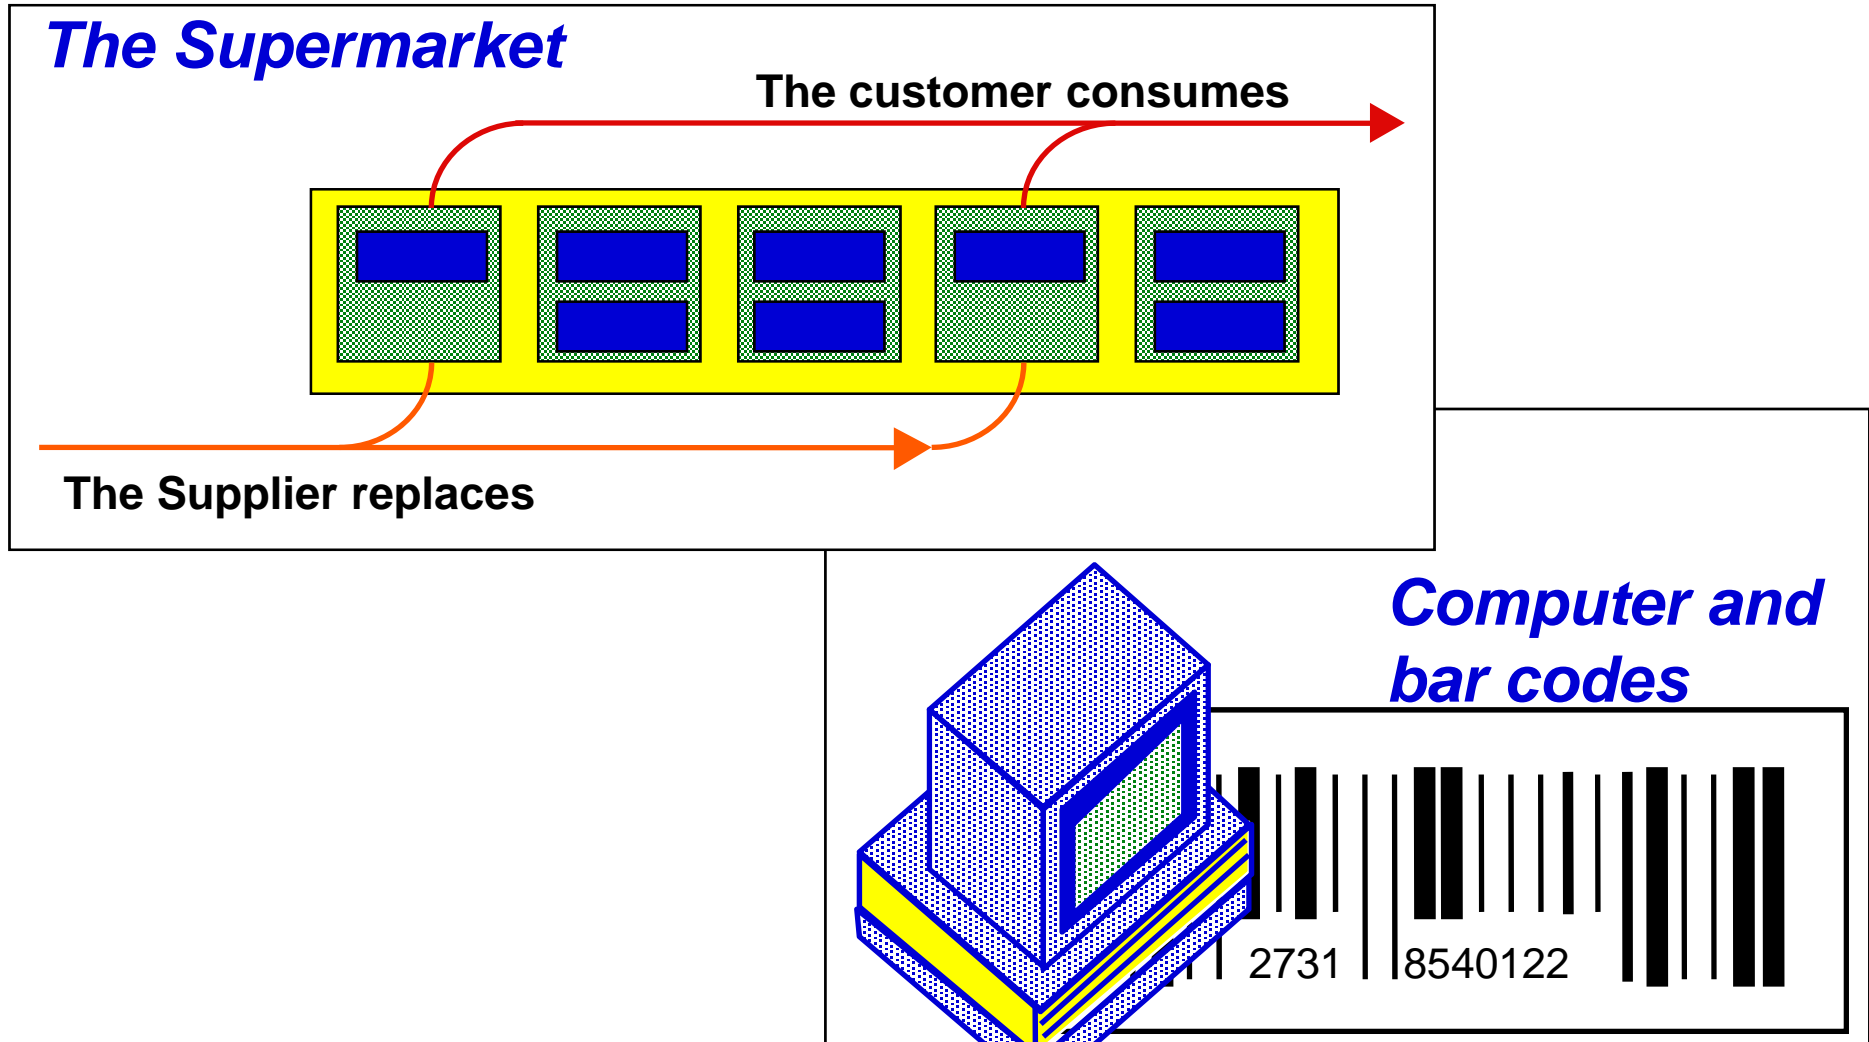 The Supermarket
The customer consumes
The Supplier replaces
Computer and
bar codes
2731 8540122